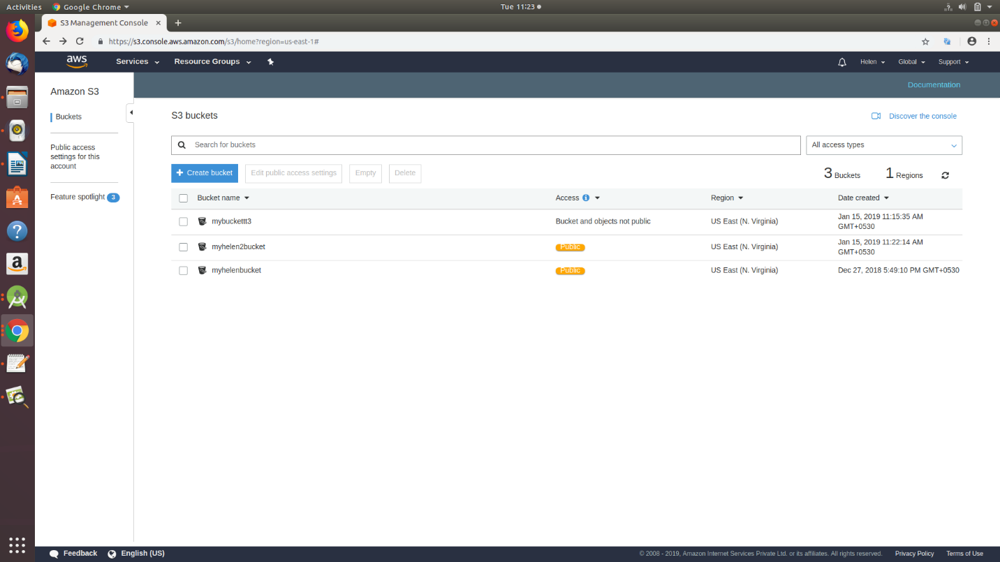 Activities Google Chrome Tue 11:23
S3 Management Console
https://s3.console.aws.amazon.com/s3/home?region=us-east-1#
aws Services Resource Groups Helen Global Support
Amazon S3
Documentation
Buckets
Public access
settings for this
account
Feature spotlight 3
S3 buckets
Discover the console
Search for buckets
All access types
Create bucket Edit public access settings Empty Delete 3 Buckets 1 Regions
Bucket name Access Region Date created
mybuckettt3 Bucket and objects not public US East (N. Virginia) Jan 15, 2019 11:15:35 AM
GMT+0530
myhelen2bucket Public US East (N. Virginia) Jan 15, 2019 11:22:14 AM
GMT+0530
myhelenbucket Public US East (N. Virginia) Dec 27, 2018 5:49:10 PM GMT+0530
Feedback English (US) © 2008 - 2019, Amazon Internet Services Private Ltd. or its affiliates. All rights reserved. Privacy Policy Terms of Use